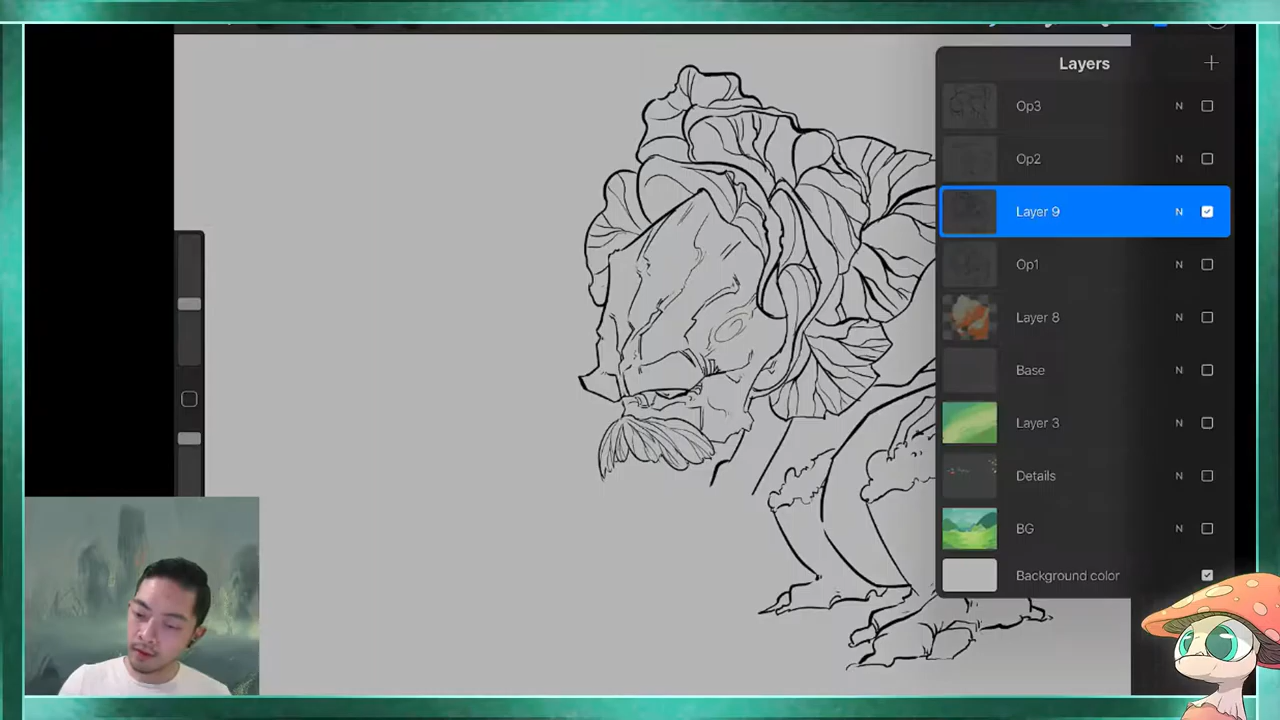 Layers
Op3 N
Op2 N
Layer 9 N
Op1 N
Layer 8 N
Base N
Layer 3 N
Details N
BG N
Background color